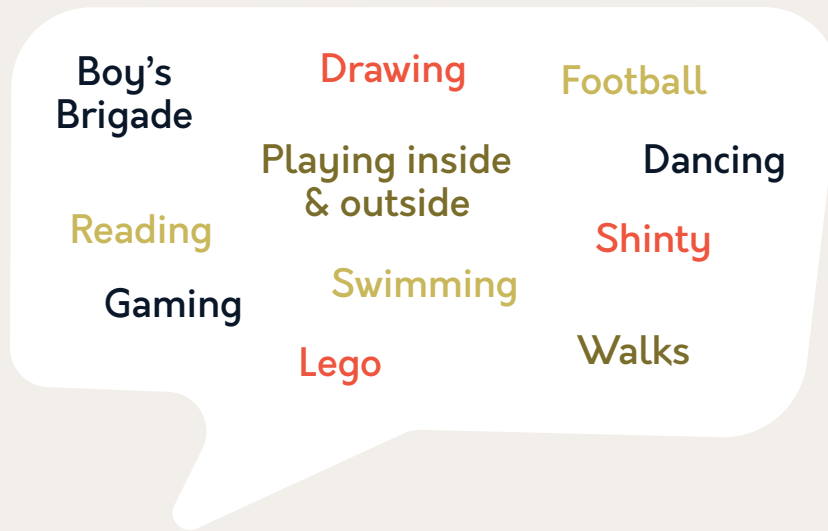 Boy’s
Brigade
Drawing
Football
Playing inside
& outside
Dancing
Reading
Shinty
Swimming
Gaming
Walks
Lego